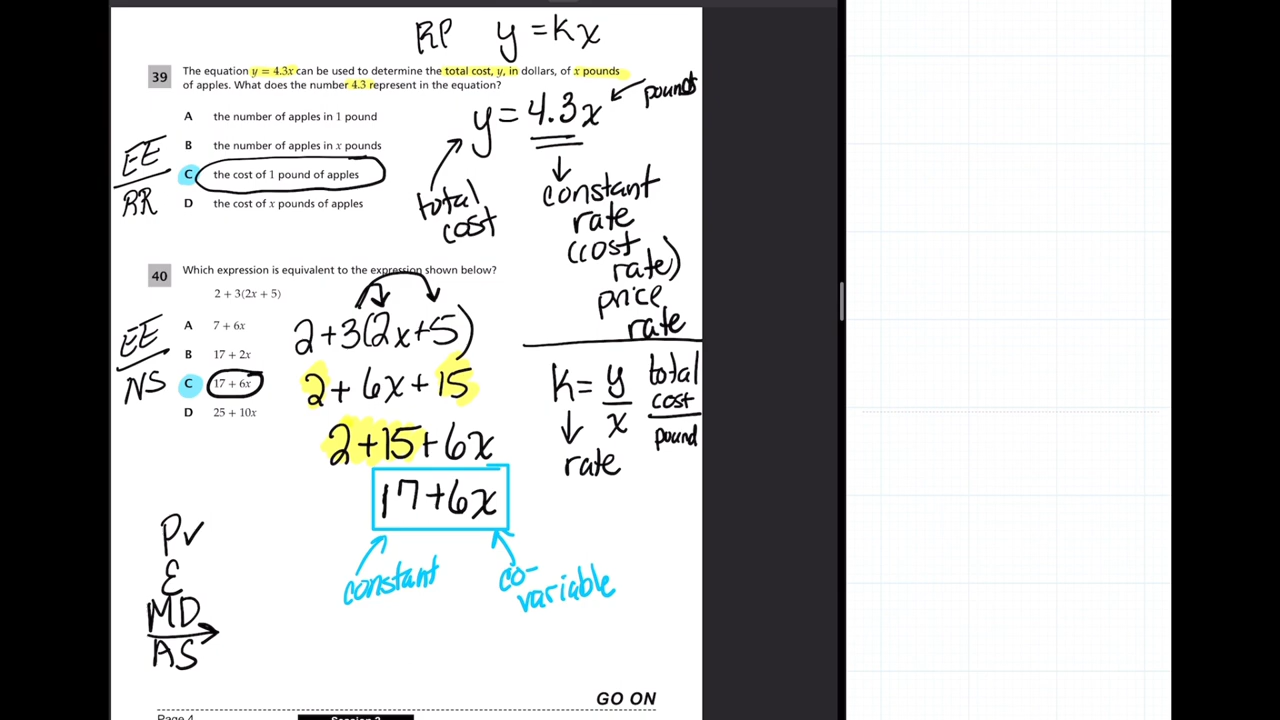 RP y = kx
39 The equation y = 4.3x can be used to determine the total cost, y, in dollars, of x pounds
of apples. What does the number 4.3 represent in the equation?
A the number of apples in 1 pound
B the number of apples in x pounds
C the cost of 1 pound of apples
D the cost of x pounds of apples
EE
RR
y = 4.3x
pounds
total
cost
constant
rate
(cost
rate)
price
rate
k = y/x
total
cost
pound
rate
40 Which expression is equivalent to the expression shown below?
2 + 3(2x + 5)
A 7 + 6x
B 17 + 2x
C 17 + 6x
D 25 + 10x
EE
NS
2+3(2x+5)
2 + 6x + 15
2+15+6x
17+6x
constant
co-
variable
P✓
E
MD
AS
GO ON
Page 4
Session 2